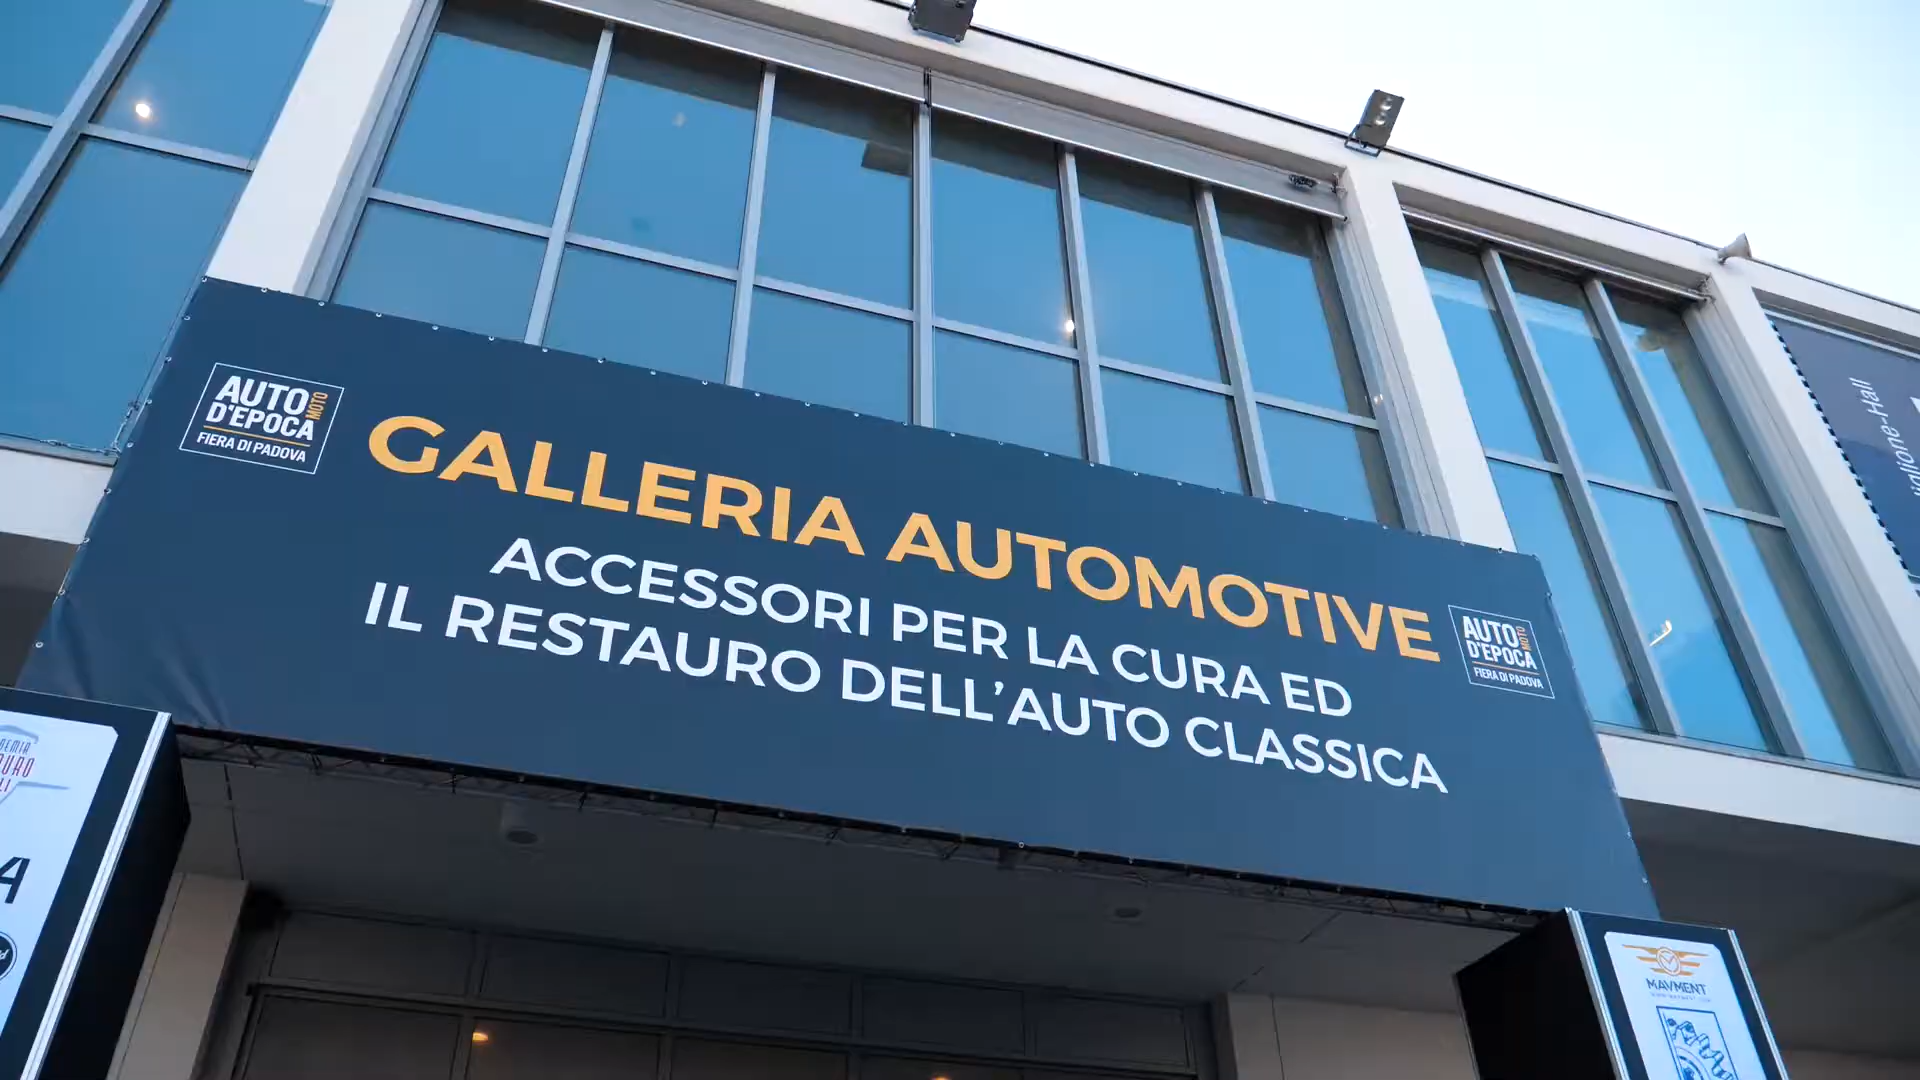 AUTO
MOTO
D'EPOCA
FIERA DI PADOVA
GALLERIA AUTOMOTIVE
ACCESSORI PER LA CURA ED
IL RESTAURO DELL'AUTO CLASSICA
AUTO
MOTO
D'EPOCA
FIERA DI PADOVA
MAVMENT